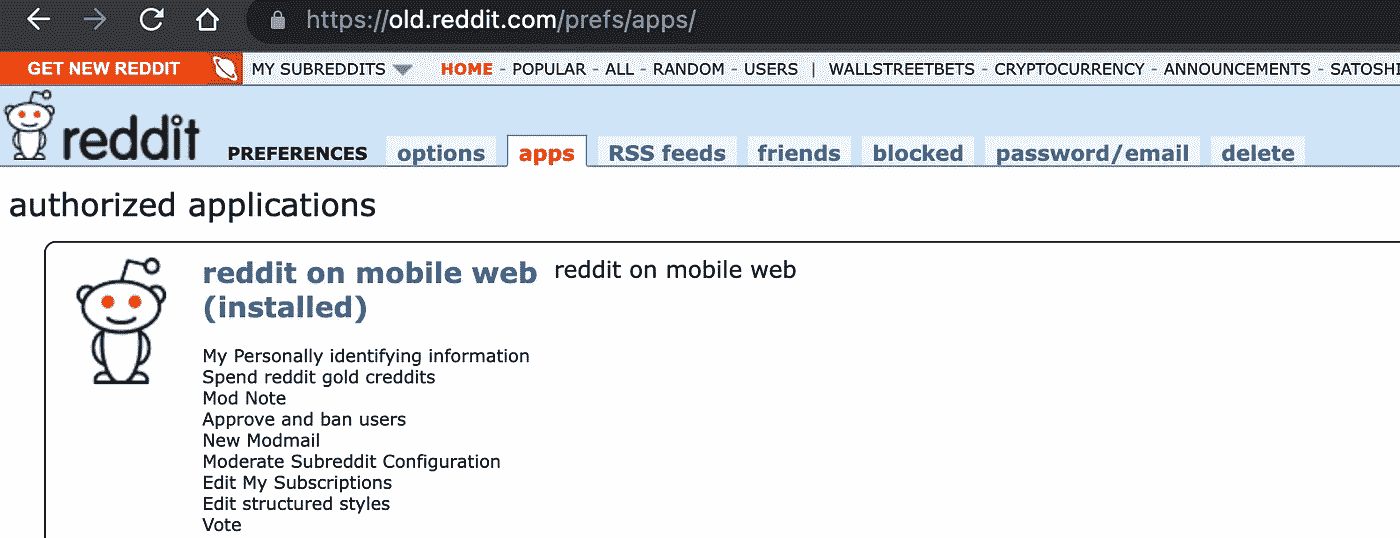 https://old.reddit.com/prefs/apps/
GET NEW REDDIT MY SUBREDDITS HOME - POPULAR - ALL - RANDOM - USERS | WALLSTREETBETS - CRYPTOCURRENCY - ANNOUNCEMENTS - SATOSHI
reddit PREFERENCES options apps RSS feeds friends blocked password/email delete
authorized applications
reddit on mobile web reddit on mobile web
(installed)
My Personally identifying information
Spend reddit gold creddits
Mod Note
Approve and ban users
New Modmail
Moderate Subreddit Configuration
Edit My Subscriptions
Edit structured styles
Vote